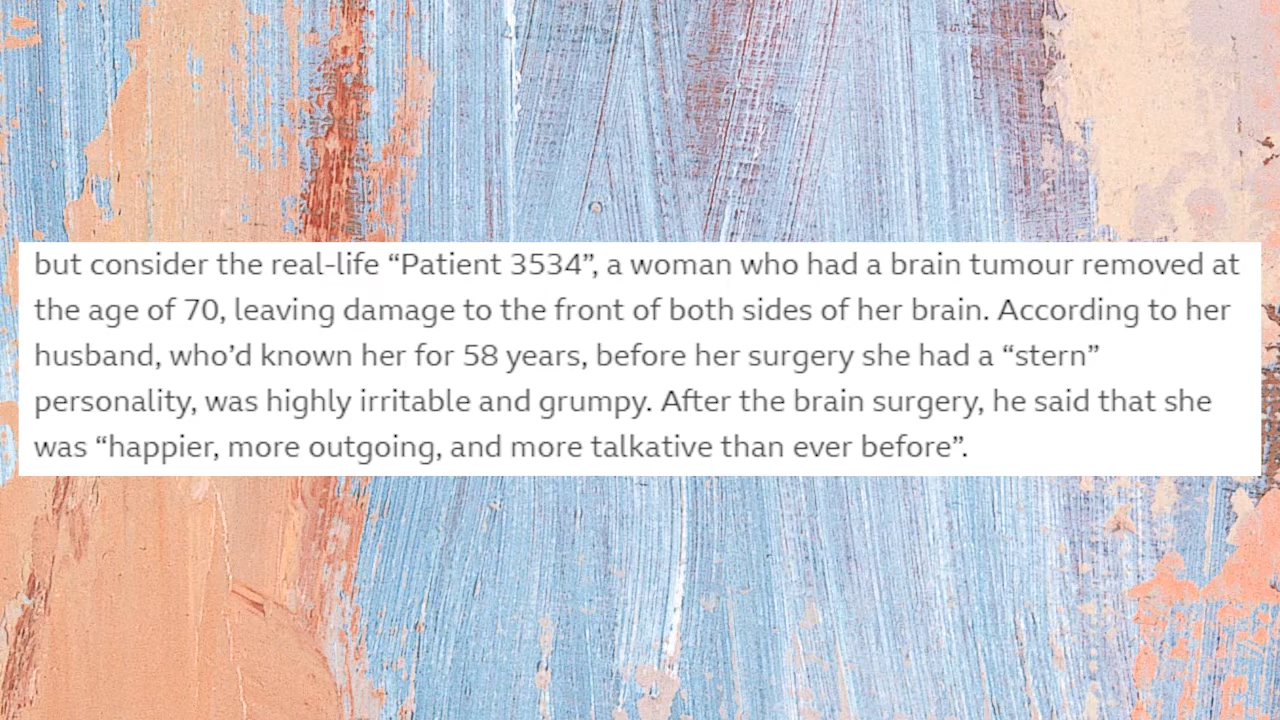 but consider the real-life “Patient 3534”, a woman who had a brain tumour removed at
the age of 70, leaving damage to the front of both sides of her brain. According to her
husband, who’d known her for 58 years, before her surgery she had a “stern”
personality, was highly irritable and grumpy. After the brain surgery, he said that she
was “happier, more outgoing, and more talkative than ever before”.